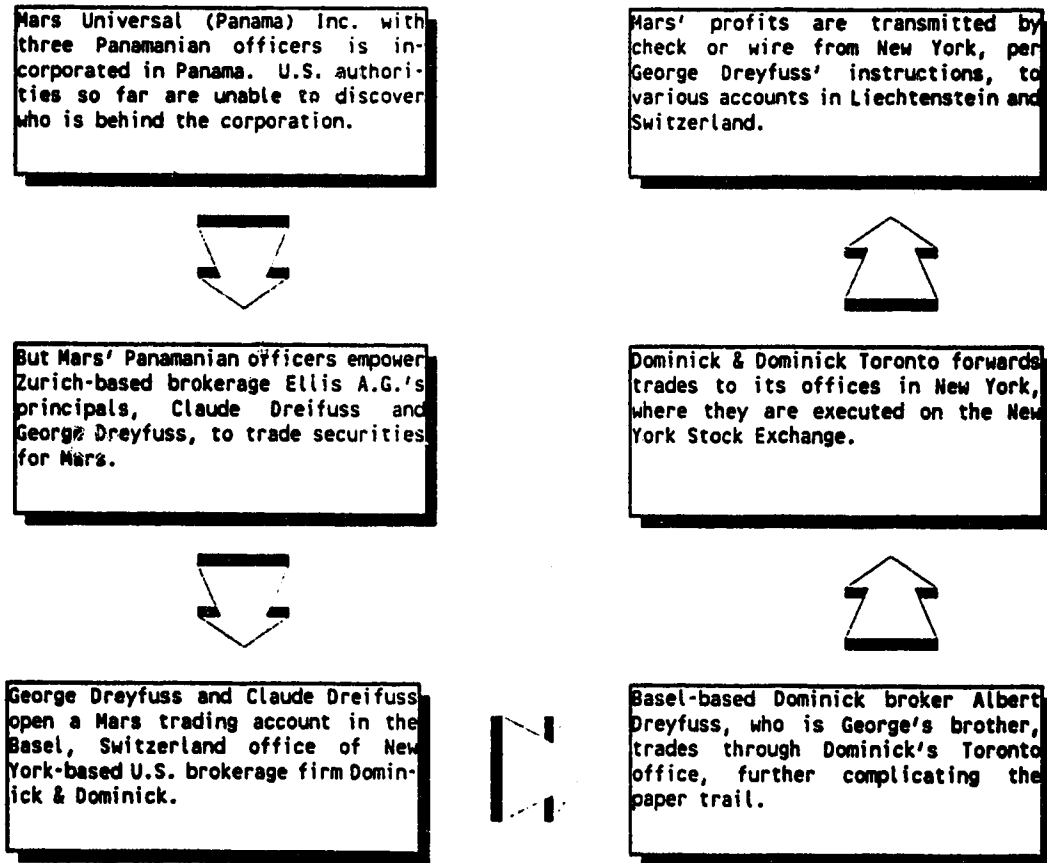 Mars Universal (Panama) Inc. with
three Panamanian officers is in-
corporated in Panama. U.S. authori-
ties so far are unable to discover
who is behind the corporation.
But Mars' Panamanian officers empower
Zurich-based brokerage Ellis A.G.'s
principals, Claude Dreifuss and
George Dreyfuss, to trade securities
for Mars.
George Dreyfuss and Claude Dreifuss
open a Mars trading account in the
Basel, Switzerland office of New
York-based U.S. brokerage firm Domin-
ick & Dominick.
Basel-based Dominick broker Albert
Dreyfuss, who is George's brother,
trades through Dominick's Toronto
office, further complicating the
paper trail.
Dominick & Dominick Toronto forwards
trades to its offices in New York,
where they are executed on the New
York Stock Exchange.
Mars' profits are transmitted by
check or wire from New York, per
George Dreyfuss' instructions, to
various accounts in Liechtenstein and
Switzerland.